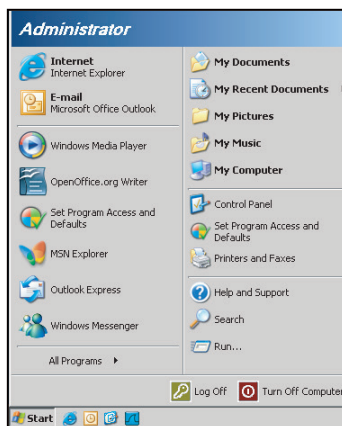 Administrator
Internet
Internet Explorer
E-mail
Microsoft Office Outlook
Windows Media Player
OpenOffice.org Writer
Set Program Access and
Defaults
MSN Explorer
Outlook Express
Windows Messenger
All Programs
My Documents
My Recent Documents
My Pictures
My Music
My Computer
Control Panel
Set Program Access and
Defaults
Printers and Faxes
Help and Support
Search
Run...
Log Off
Turn Off Computer
Start